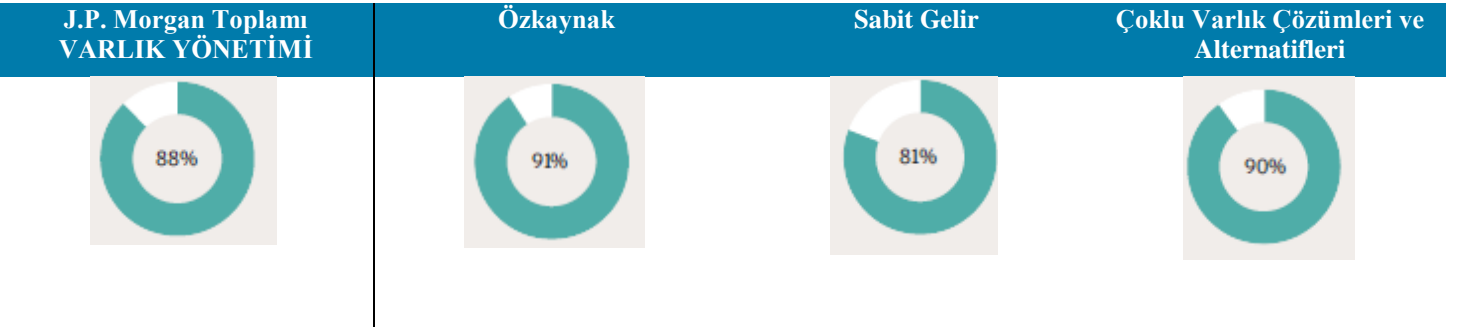 J.P. Morgan Toplamı
VARLIK YÖNETİMİ
Özkaynak
Sabit Gelir
Çoklu Varlık Çözümleri ve
Alternatifleri
88%
91%
81%
90%